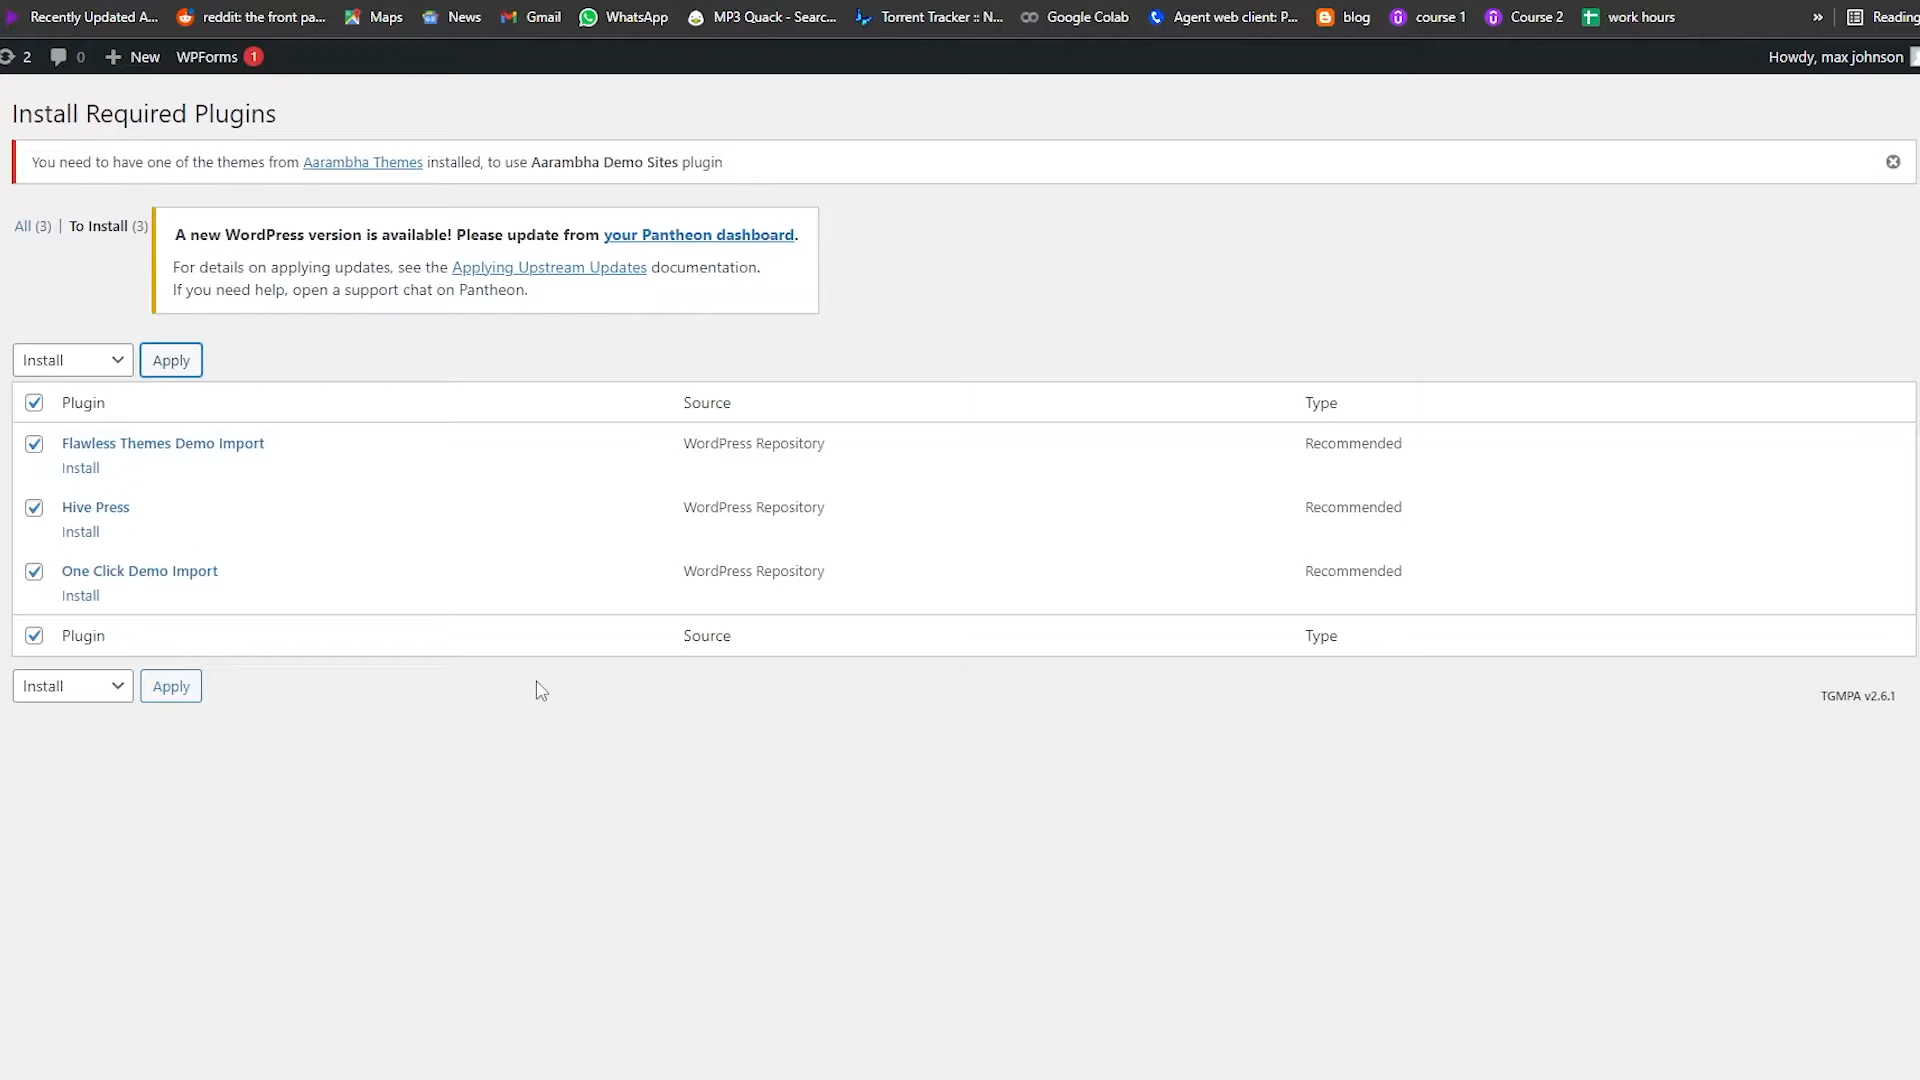 Recently Updated A... reddit: the front pa... Maps News Gmail WhatsApp MP3 Quack - Searc... Torrent Tracker :: N... Google Colab Agent web client: P... blog course 1 Course 2 work hours » Reading
2 0 New WPForms 1 Howdy, max johnson
Install Required Plugins
You need to have one of the themes from Aarambha Themes installed, to use Aarambha Demo Sites plugin
All (3) | To Install (3)
A new WordPress version is available! Please update from your Pantheon dashboard.
For details on applying updates, see the Applying Upstream Updates documentation.
If you need help, open a support chat on Pantheon.
Install Apply
Plugin Source Type
Flawless Themes Demo Import WordPress Repository Recommended
Install
Hive Press WordPress Repository Recommended
Install
One Click Demo Import WordPress Repository Recommended
Install
Plugin Source Type
Install Apply
TGMPA v2.6.1